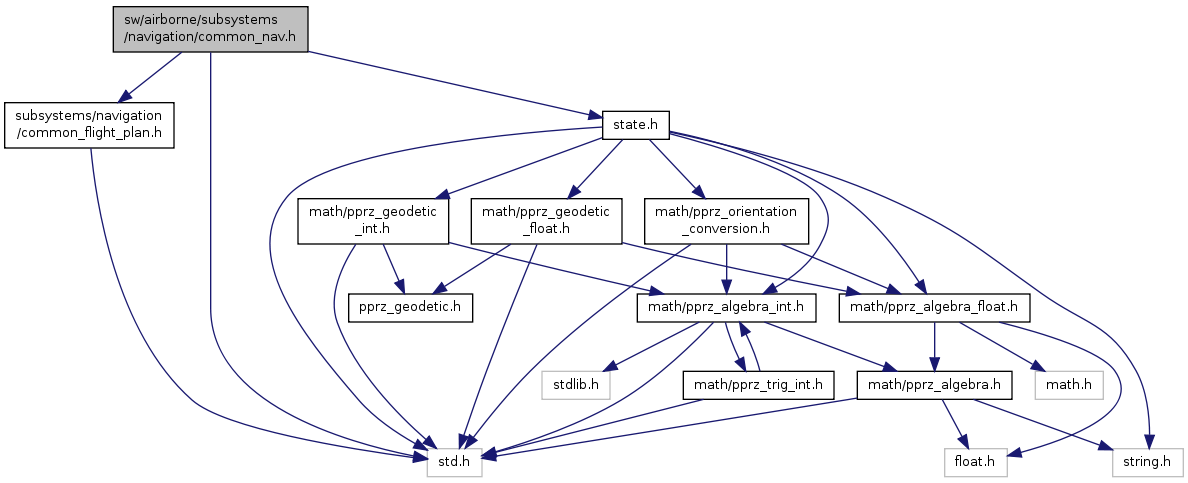 sw/airborne/subsystems
/navigation/common_nav.h
subsystems/navigation
/common_flight_plan.h
state.h
math/pprz_geodetic
_int.h
math/pprz_geodetic
_float.h
math/pprz_orientation
_conversion.h
pprz_geodetic.h
math/pprz_algebra_int.h
math/pprz_algebra_float.h
stdlib.h
math/pprz_trig_int.h
math/pprz_algebra.h
math.h
std.h
float.h
string.h